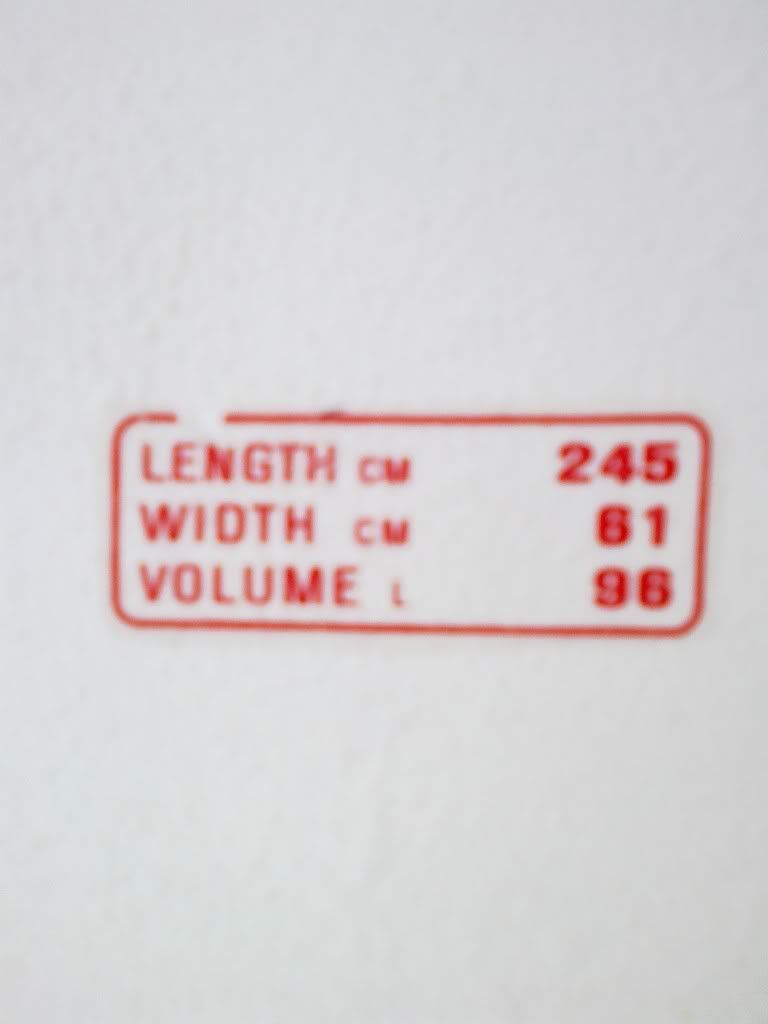 LENGTH CM 245
WIDTH CM 61
VOLUME L 96